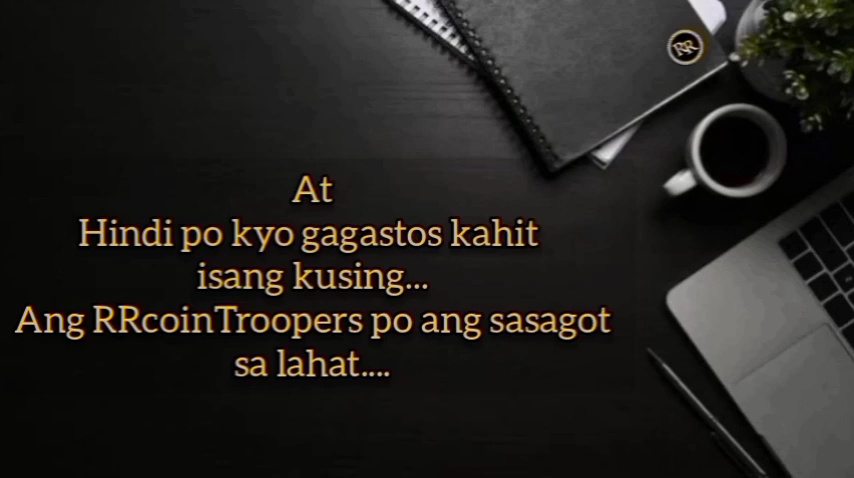 RR
At
Hindi po kyo gagastos kahit
isang kusing...
Ang RRcoinTroopers po ang sasagot
sa lahat....